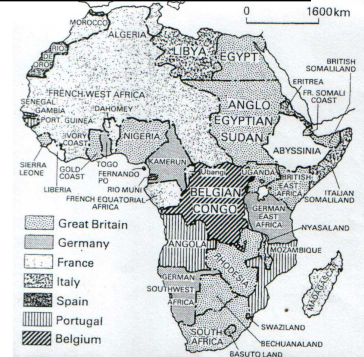 0 1600km
MOROCCO
ALGERIA
LIBYA
EGYPT
BRITISH
SOMALILAND
RIO
DE
ORO
FRENCH WEST AFRICA
ERITREA
FR. SOMALI
COAST
SENEGAL
GAMBIA
PORT. GUINEA
DAHOMEY
ANGLO
EGYPTIAN
SUDAN
IVORY
COAST
NIGERIA
ABYSSINIA
SIERRA
LEONE
GOLD
COAST
TOGO
KAMERUN
Ubangi
UGANDA
BRITISH
EAST
AFRICA
LIBERIA
FERNANDO
PO
RIO MUNI
FRENCH EQUATORIAL
AFRICA
BELGIAN
CONGO
GERMAN
EAST
AFRICA
ITALIAN
SOMALILAND
NYASALAND
Great Britain
Germany
France
Italy
Spain
Portugal
Belgium
ANGOLA
MOZAMBIQUE
RHODESIA
GERMAN
SOUTHWEST
AFRICA
MADAGASCAR
SOUTH
AFRICA
SWAZILAND
BECHUANALAND
BASUTO LAND